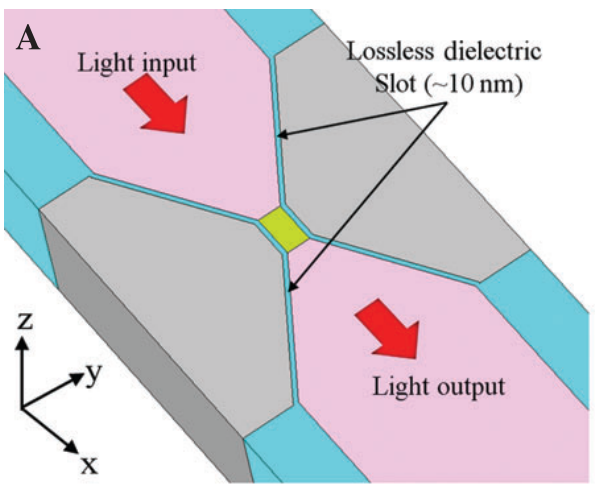 A
Light input
Lossless dielectric
Slot (~10 nm)
z
y
x
Light output